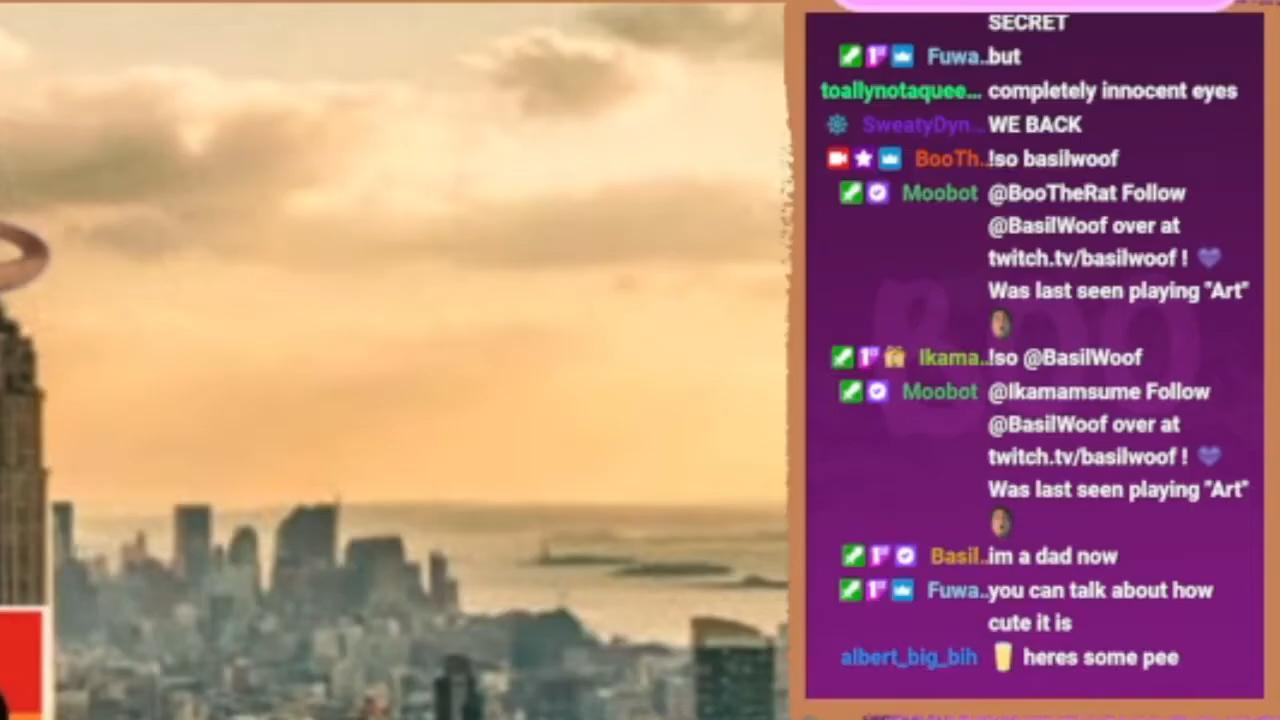 SECRET
Fuwa.. but
toallynotaquee... completely innocent eyes
SweatyDyn... WE BACK
BooTh.. !so basilwoof
Moobot @BooTheRat Follow
@BasilWoof over at
twitch.tv/basilwoof ! 💜
Was last seen playing "Art"
Ikama.. !so @BasilWoof
Moobot @Ikamamsume Follow
@BasilWoof over at
twitch.tv/basilwoof ! 💜
Was last seen playing "Art"
Basil.. im a dad now
Fuwa.. you can talk about how
cute it is
albert_big_bih heres some pee